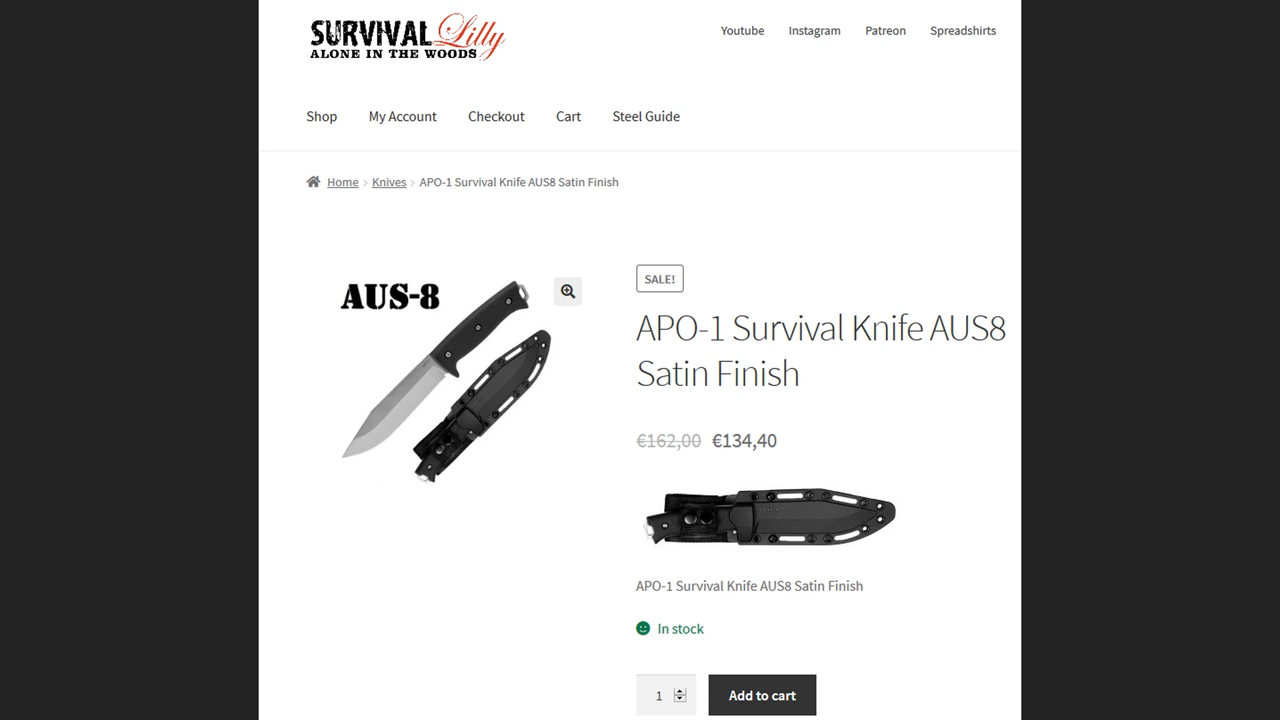 SURVIVAL Lilly
ALONE IN THE WOODS
Youtube Instagram Patreon Spreadshirts
Shop My Account Checkout Cart Steel Guide
Home > Knives > APO-1 Survival Knife AUS8 Satin Finish
AUS-8
SALE!
APO-1 Survival Knife AUS8
Satin Finish
€162,00 €134,40
APO-1 Survival Knife AUS8 Satin Finish
In stock
1 Add to cart